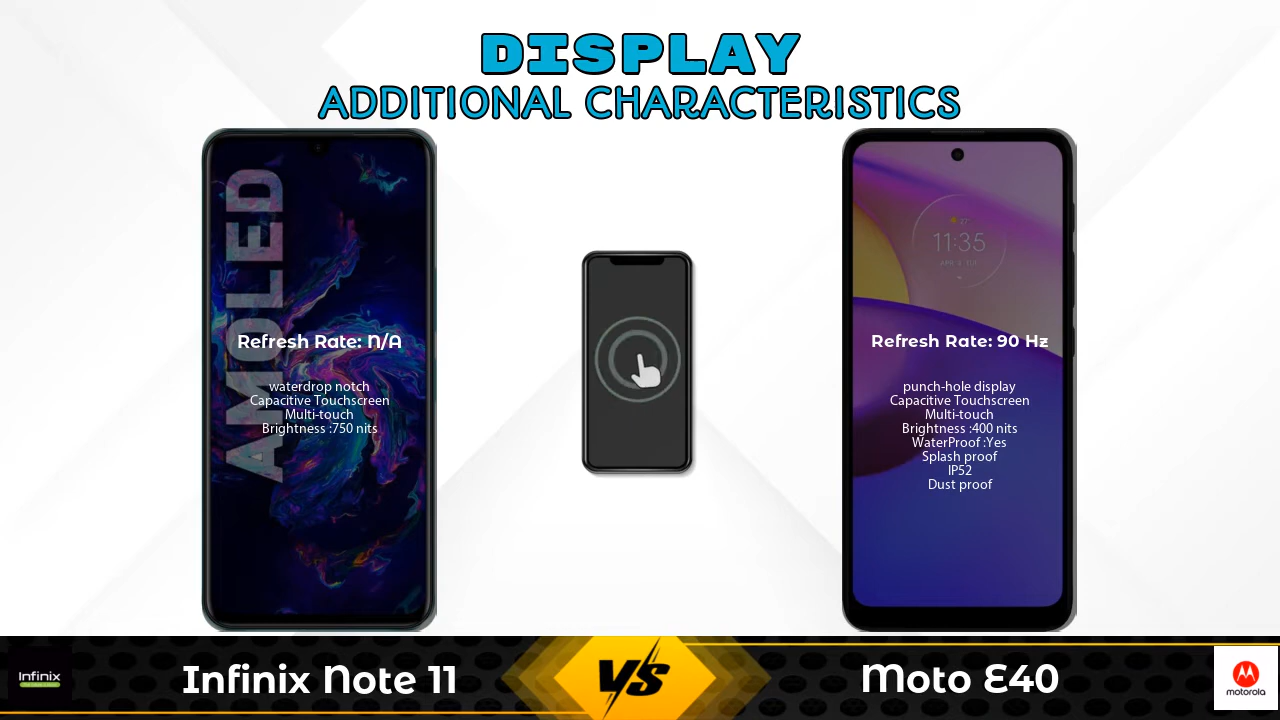 DISPLAY
ADDITIONAL CHARACTERISTICS
AMOLED
Refresh Rate: N/A
waterdrop notch
Capacitive Touchscreen
Multi-touch
Brightness :750 nits
11:35
Refresh Rate: 90 Hz
punch-hole display
Capacitive Touchscreen
Multi-touch
Brightness :400 nits
WaterProof :Yes
Splash proof
IP52
Dust proof
Infinix
Infinix Note 11
VS
Moto E40
motorola